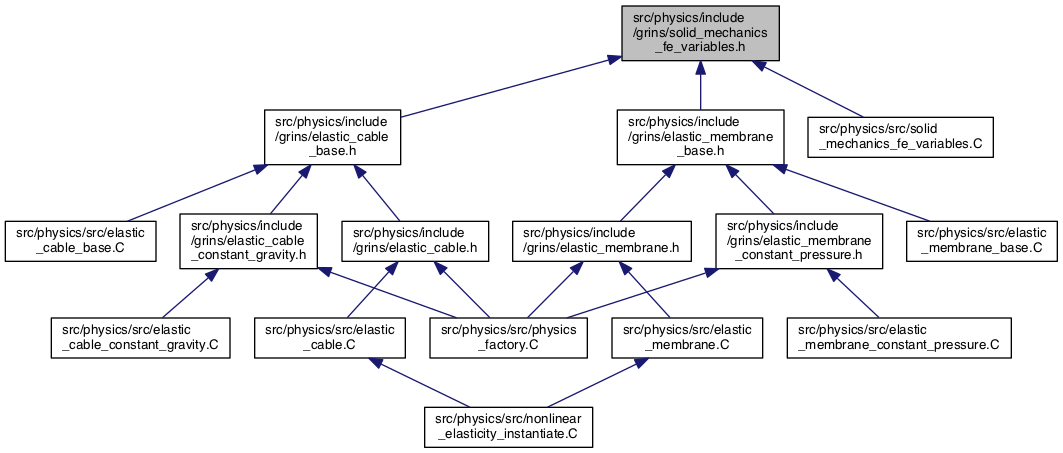 src/physics/include
/grins/solid_mechanics
_fe_variables.h
src/physics/include
/grins/elastic_cable
_base.h
src/physics/include
/grins/elastic_membrane
_base.h
src/physics/src/solid
_mechanics_fe_variables.C
src/physics/src/elastic
_cable_base.C
src/physics/include
/grins/elastic_cable
_constant_gravity.h
src/physics/include
/grins/elastic_cable.h
src/physics/include
/grins/elastic_membrane.h
src/physics/include
/grins/elastic_membrane
_constant_pressure.h
src/physics/src/elastic
_membrane_base.C
src/physics/src/elastic
_cable_constant_gravity.C
src/physics/src/elastic
_cable.C
src/physics/src/physics
_factory.C
src/physics/src/elastic
_membrane.C
src/physics/src/elastic
_membrane_constant_pressure.C
src/physics/src/nonlinear
_elasticity_instantiate.C